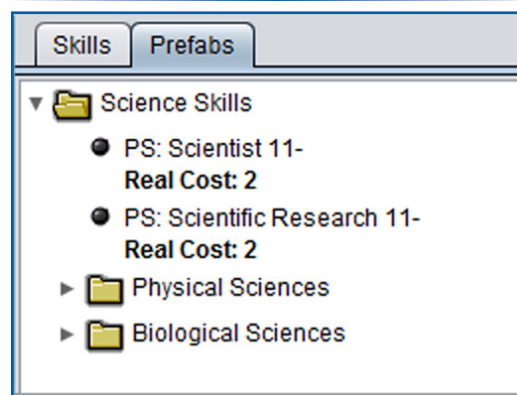 Skills Prefabs
Science Skills
PS: Scientist 11-
Real Cost: 2
PS: Scientific Research 11-
Real Cost: 2
Physical Sciences
Biological Sciences